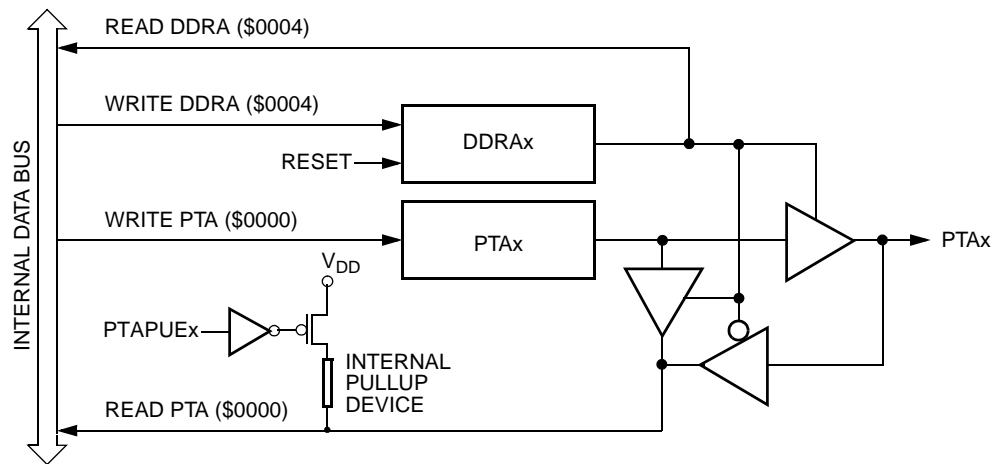 READ DDRA ($0004)
WRITE DDRA ($0004)
DDRAx
RESET
WRITE PTA ($0000)
PTAx
PTAx
VDD
PTAPUEx
INTERNAL
PULLUP
DEVICE
READ PTA ($0000)
INTERNAL DATA BUS